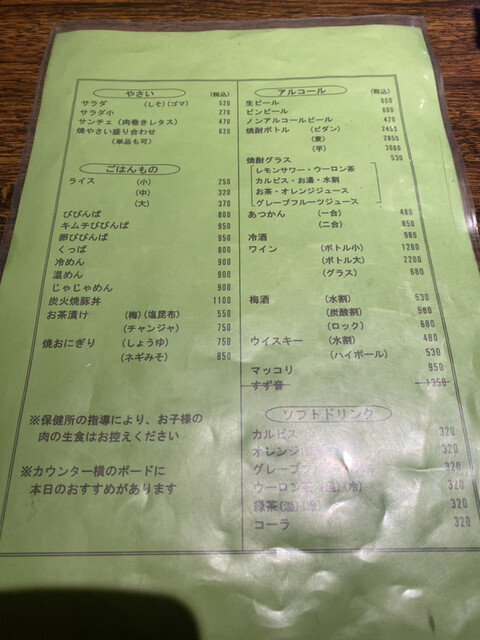 やさい (税込)
サラダ (しそ)(ゴマ) 520
サラダ小 270
サンチェ(肉巻きレタス) 470
焼やさい盛り合わせ 620
(単品も可)
ごはんもの
ライス (小) 250
(中) 320
(大) 370
びびんば 800
キムチびびんば 950
卵びびんば 950
くっぱ 800
冷めん 900
温めん 900
じゃじゃめん 900
炭火焼豚丼 1100
お茶漬け (梅)(塩昆布) 550
(チャンジャ) 750
焼おにぎり (しょうゆ) 750
(ネギみそ) 850
※保健所の指導により、お子様の
肉の生食はお控えください
※カウンター横のボードに
本日のおすすめがあります
アルコール (税込)
生ビール 600
ビンビール 600
ノンアルコールビール 420
焼酎ボトル (ビダン) 2453
(麦) 2850
(芋) 3080
焼酎グラス 530
レモンサワー・ウーロン茶
カルピス・お湯・水割
お茶・オレンジジュース
グレープフルーツジュース
あつかん (一合) 480
(二合) 850
冷酒 980
ワイン (ボトル小) 1280
(ボトル大) 2200
(グラス) 680
梅酒 (水割) 530
(炭酸割) 580
(ロック) 680
ウイスキー (水割) 480
(ハイボール) 530
マッコリ 950
すず音 1350
ソフトドリンク
カルピス 320
320
320
320
緑茶(温)(冷) 320
コーラ 320